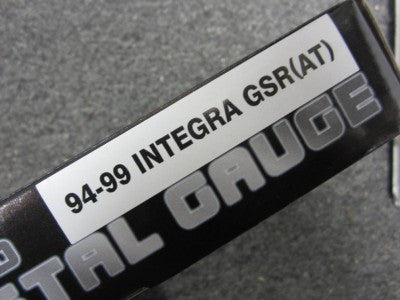 94-99 INTEGRA GSR(AT)
GAUGE